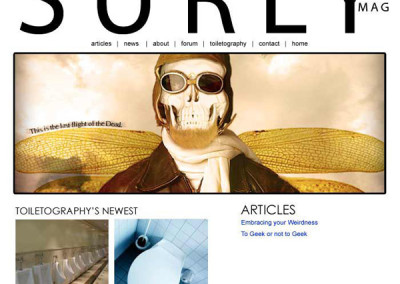 SURLY
MAG
articles | news | about | forum | toiletography | contact | home
This is the last flight of the Dead.
TOILETOGRAPHY'S NEWEST
ARTICLES
Embracing your Weirdness
To Geek or not to Geek